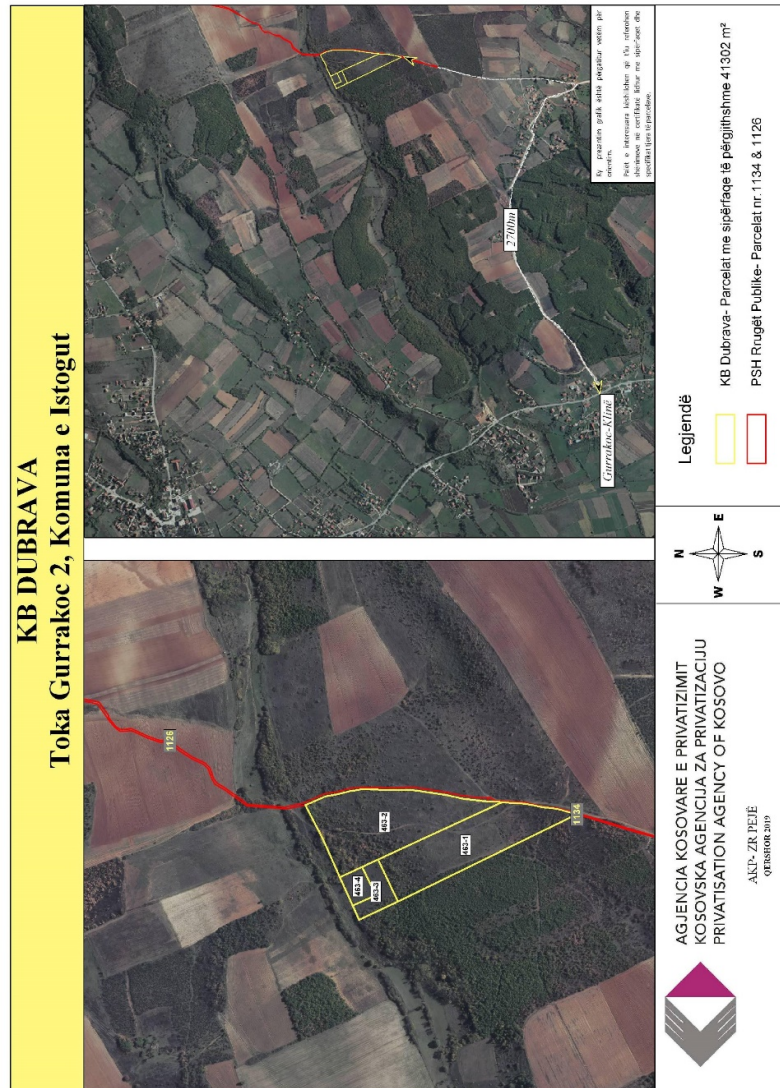 KB DUBRAVA
Toka Gurrakoc 2, Komuna e Istogut
1126
463-2
463-4
463-3
463-1
1134
2700m
Gurrakoc-Klinë
Ky prezantim grafik është përgatitur vetëm për
orientim.
Palët e interesuara këshillohen që t'iu referohen
shënimeve në certifikatë lidhur me sipërfaqet dhe
specifikat tjera të parcelave.
AGJENCIA KOSOVARE E PRIVATIZIMIT
KOSOVSKA AGENCIJA ZA PRIVATIZACIJU
PRIVATISATION AGENCY OF KOSOVO
AKP- ZR PEJË
QERSHOR 2019
N
W
E
S
Legjendë
KB Dubrava- Parcelat me sipërfaqe të përgjithshme 41302 m²
PSH Rrugët Publike- Parcelat nr.1134 & 1126